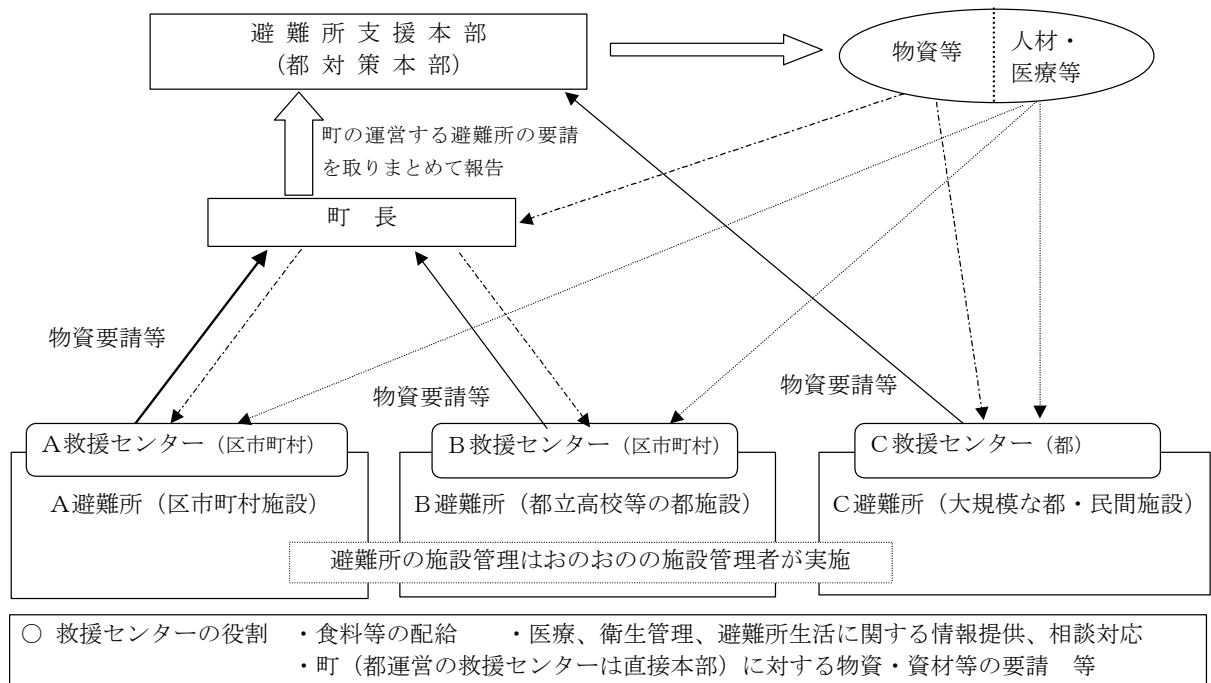 避難所支援本部
（都対策本部）
物資等
人材・
医療等
町の運営する避難所の要請
を取りまとめて報告
町 長
物資要請等
物資要請等
物資要請等
A救援センター（区市町村）
B救援センター（区市町村）
C救援センター（都）
A避難所（区市町村施設）
B避難所（都立高校等の都施設）
C避難所（大規模な都・民間施設）
避難所の施設管理はおのおのの施設管理者が実施
○ 救援センターの役割 ・食料等の配給 ・医療、衛生管理、避難所生活に関する情報提供、相談対応
・町（都運営の救援センターは直接本部）に対する物資・資材等の要請 等